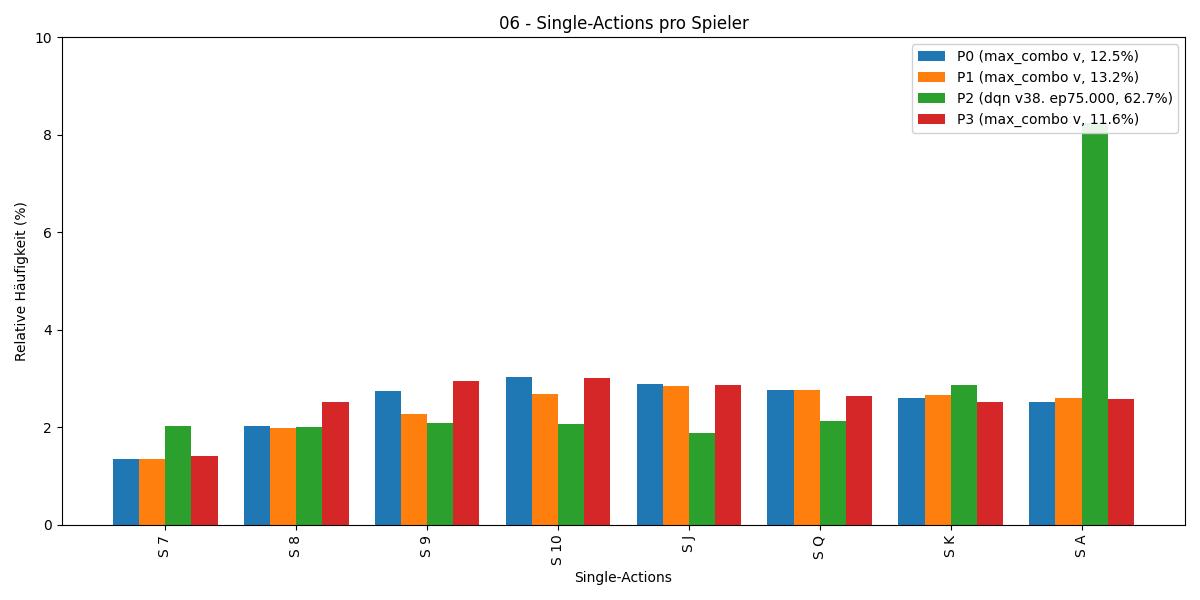 06 - Single-Actions pro Spieler
P0 (max_combo v, 12.5%)
P1 (max_combo v, 13.2%)
P2 (dqn v38. ep75.000, 62.7%)
P3 (max_combo v, 11.6%)
Relative Häufigkeit (%)
10
8
6
4
2
0
S 7
S 8
S 9
S 10
S J
S Q
S K
S A
Single-Actions